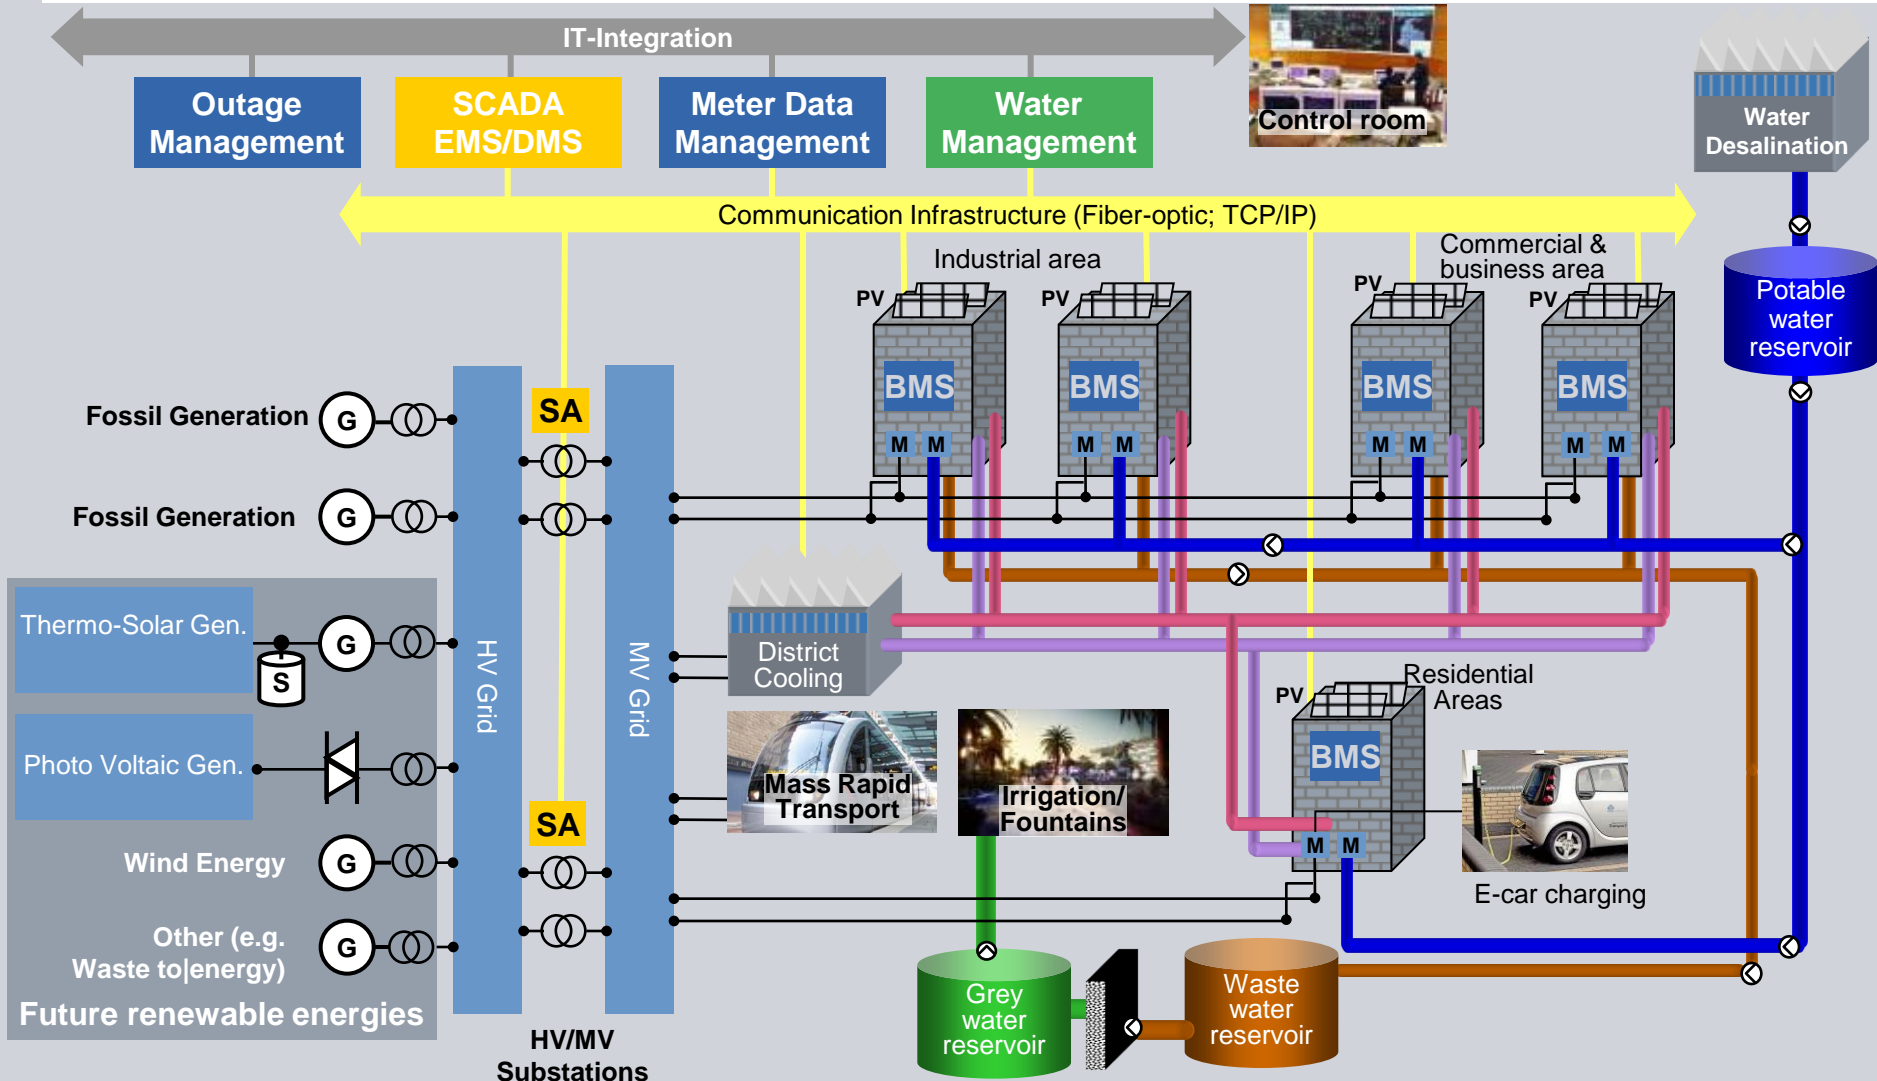 IT-Integration
Outage
Management
SCADA
EMS/DMS
Meter Data
Management
Water
Management
Control room
Water
Desalination
Communication Infrastructure (Fiber-optic; TCP/IP)
Industrial area
Commercial &
business area
PV
PV
PV
PV
Potable
water
reservoir
BMS
BMS
BMS
BMS
M M
M M
M M
M M
Fossil Generation
G
SA
Fossil Generation
G
Thermo-Solar Gen.
G
S
HV Grid
MV Grid
District
Cooling
Residential
Areas
PV
BMS
M M
Photo Voltaic Gen.
Mass Rapid
Transport
Irrigation/
Fountains
SA
Wind Energy
G
E-car charging
Other (e.g.
Waste to|energy)
G
Future renewable energies
HV/MV
Substations
Grey
water
reservoir
Waste
water
reservoir